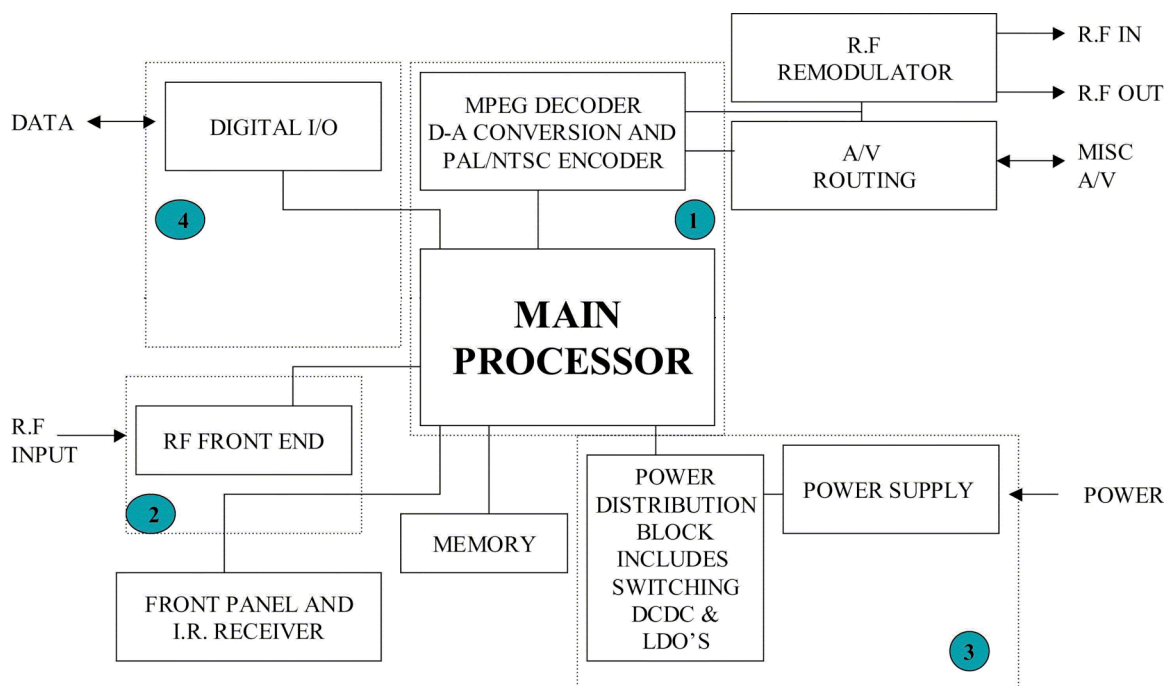 R.F
REMODULATOR
R.F IN
R.F OUT
DATA
DIGITAL I/O
MPEG DECODER
D-A CONVERSION AND
PAL/NTSC ENCODER
A/V
ROUTING
MISC
A/V
4
1
MAIN
PROCESSOR
R.F
INPUT
RF FRONT END
2
POWER
DISTRIBUTION
BLOCK
INCLUDES
SWITCHING
DCDC &
LDO'S
POWER SUPPLY
POWER
MEMORY
FRONT PANEL AND
I.R. RECEIVER
3